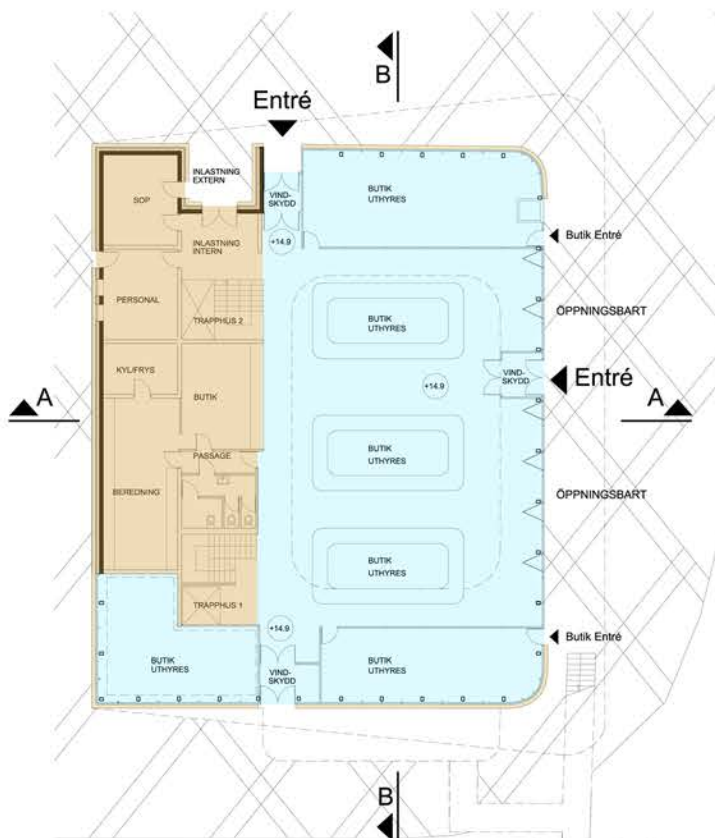 B
Entré
INLASTNING
EXTERN
SOP
VIND-
SKYDD
BUTIK
UTHYRES
INLASTNING
INTERN
+14.9
Butik Entré
PERSONAL
TRAPPHUS 2
BUTIK
UTHYRES
ÖPPNINGSBART
KYL/FRYS
VIND-
SKYDD
Entré
+14.9
A
A
BUTIK
PASSAGE
BUTIK
UTHYRES
BEREDNING
ÖPPNINGSBART
BUTIK
UTHYRES
TRAPPHUS 1
+14.9
Butik Entré
BUTIK
UTHYRES
VIND-
SKYDD
BUTIK
UTHYRES
B